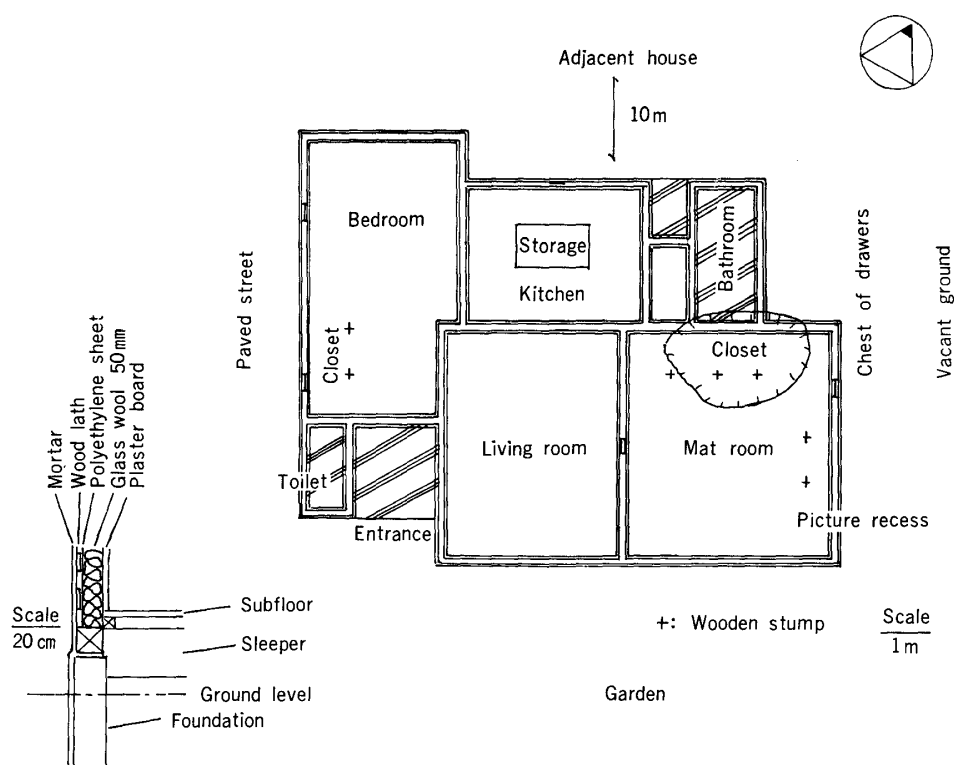 Adjacent house
10 m
Bedroom
Storage
Kitchen
Bathroom
Chest of drawers
Vacant ground
Paved street
Closet
Closet
Living room
Mat room
Toilet
Entrance
Picture recess
Mortar
Wood lath
Polyethylene sheet
Glass wool 50mm
Plaster board
Scale
20 cm
Subfloor
Sleeper
Ground level
Foundation
+: Wooden stump
Scale
1 m
Garden